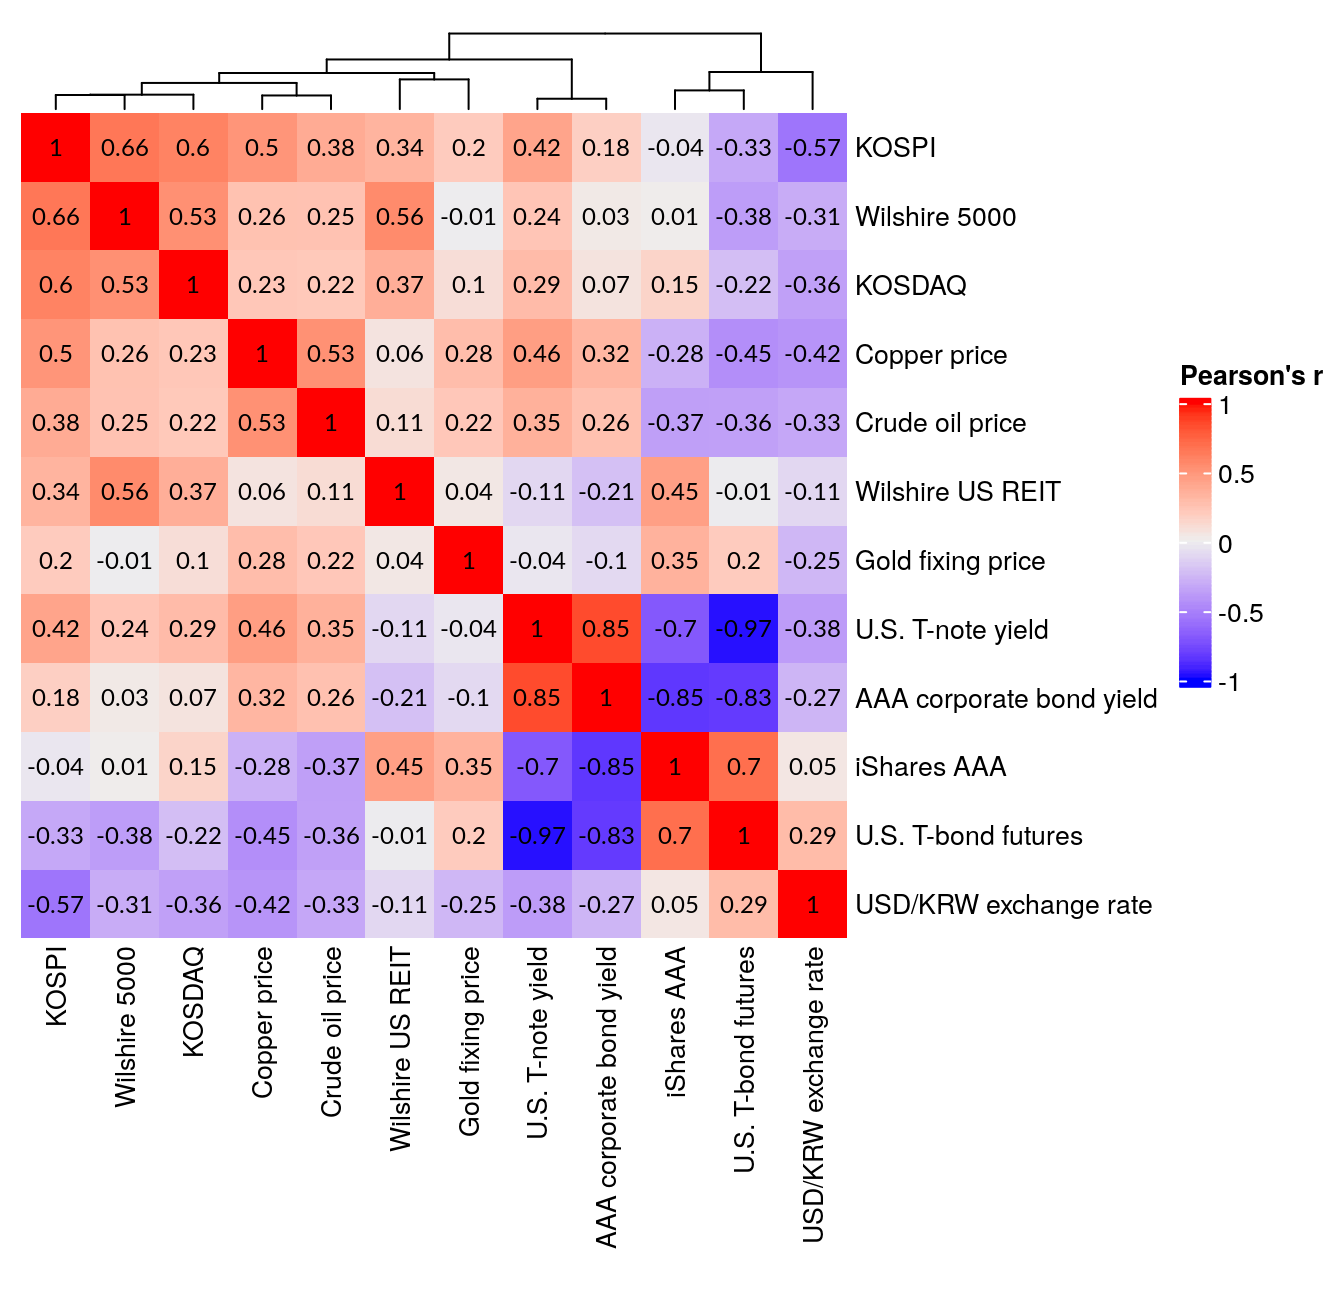 1 0.66 0.6 0.5 0.38 0.34 0.2 0.42 0.18 -0.04 -0.33 -0.57 KOSPI
0.66 1 0.53 0.26 0.25 0.56 -0.01 0.24 0.03 0.01 -0.38 -0.31 Wilshire 5000
0.6 0.53 1 0.23 0.22 0.37 0.1 0.29 0.07 0.15 -0.22 -0.36 KOSDAQ
0.5 0.26 0.23 1 0.53 0.06 0.28 0.46 0.32 -0.28 -0.45 -0.42 Copper price
0.38 0.25 0.22 0.53 1 0.11 0.22 0.35 0.26 -0.37 -0.36 -0.33 Crude oil price
0.34 0.56 0.37 0.06 0.11 1 0.04 -0.11 -0.21 0.45 -0.01 -0.11 Wilshire US REIT
0.2 -0.01 0.1 0.28 0.22 0.04 1 -0.04 -0.1 0.35 0.2 -0.25 Gold fixing price
0.42 0.24 0.29 0.46 0.35 -0.11 -0.04 1 0.85 -0.7 -0.97 -0.38 U.S. T-note yield
0.18 0.03 0.07 0.32 0.26 -0.21 -0.1 0.85 1 -0.85 -0.83 -0.27 AAA corporate bond yield
-0.04 0.01 0.15 -0.28 -0.37 0.45 0.35 -0.7 -0.85 1 0.7 0.05 iShares AAA
-0.33 -0.38 -0.22 -0.45 -0.36 -0.01 0.2 -0.97 -0.83 0.7 1 0.29 U.S. T-bond futures
-0.57 -0.31 -0.36 -0.42 -0.33 -0.11 -0.25 -0.38 -0.27 0.05 0.29 1 USD/KRW exchange rate
KOSPI
Wilshire 5000
KOSDAQ
Copper price
Crude oil price
Wilshire US REIT
Gold fixing price
U.S. T-note yield
AAA corporate bond yield
iShares AAA
U.S. T-bond futures
USD/KRW exchange rate
Pearson's r
1
0.5
0
-0.5
-1